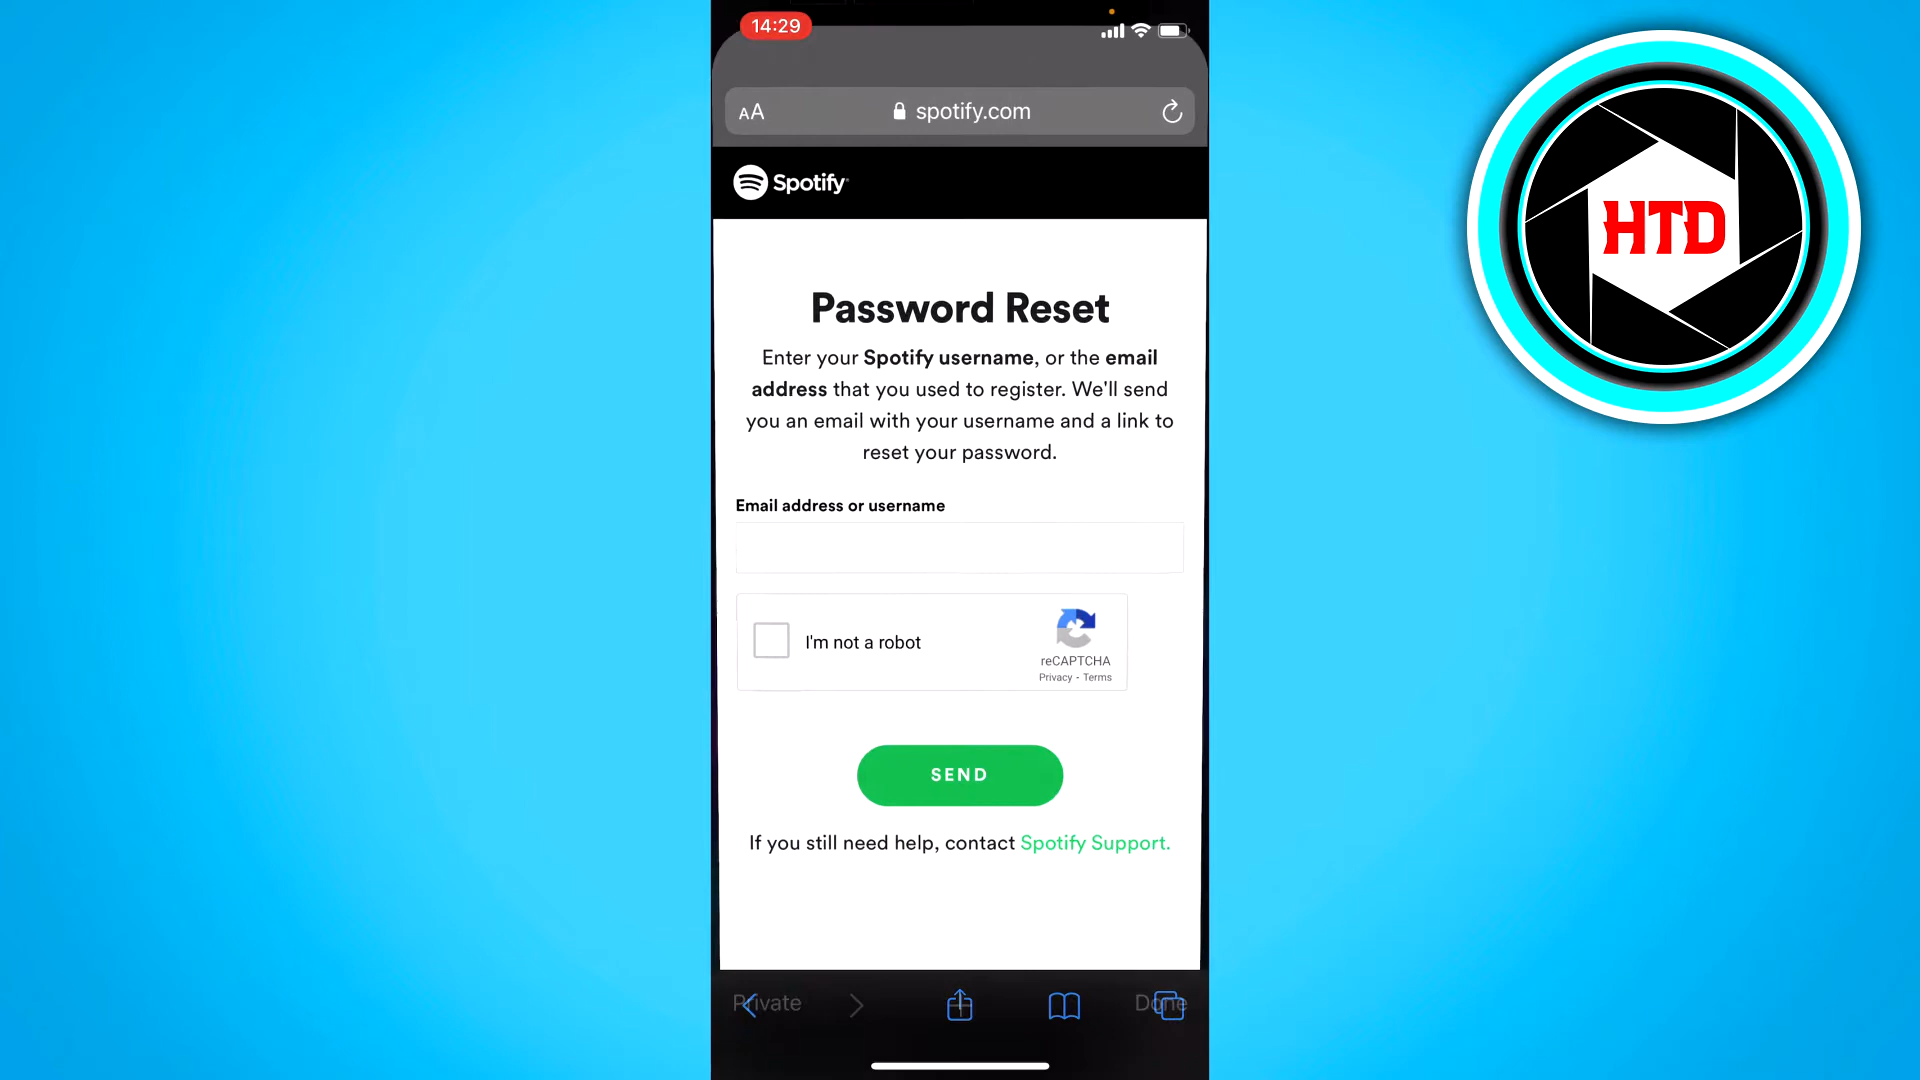 14:29
AA spotify.com
Spotify
HTD
Password Reset
Enter your Spotify username, or the email
address that you used to register. We'll send
you an email with your username and a link to
reset your password.
Email address or username
I'm not a robot
reCAPTCHA
Privacy - Terms
SEND
If you still need help, contact Spotify Support.
Private Done